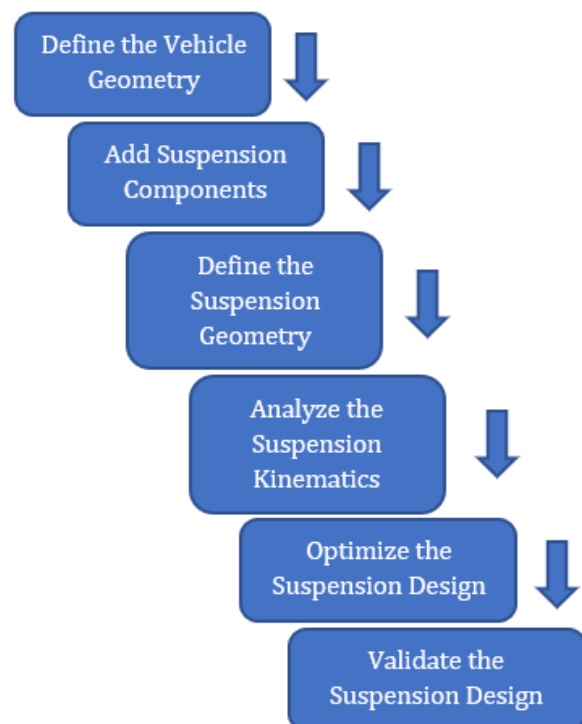 Define the Vehicle
Geometry
Add Suspension
Components
Define the
Suspension
Geometry
Analyze the
Suspension
Kinematics
Optimize the
Suspension Design
Validate the
Suspension Design